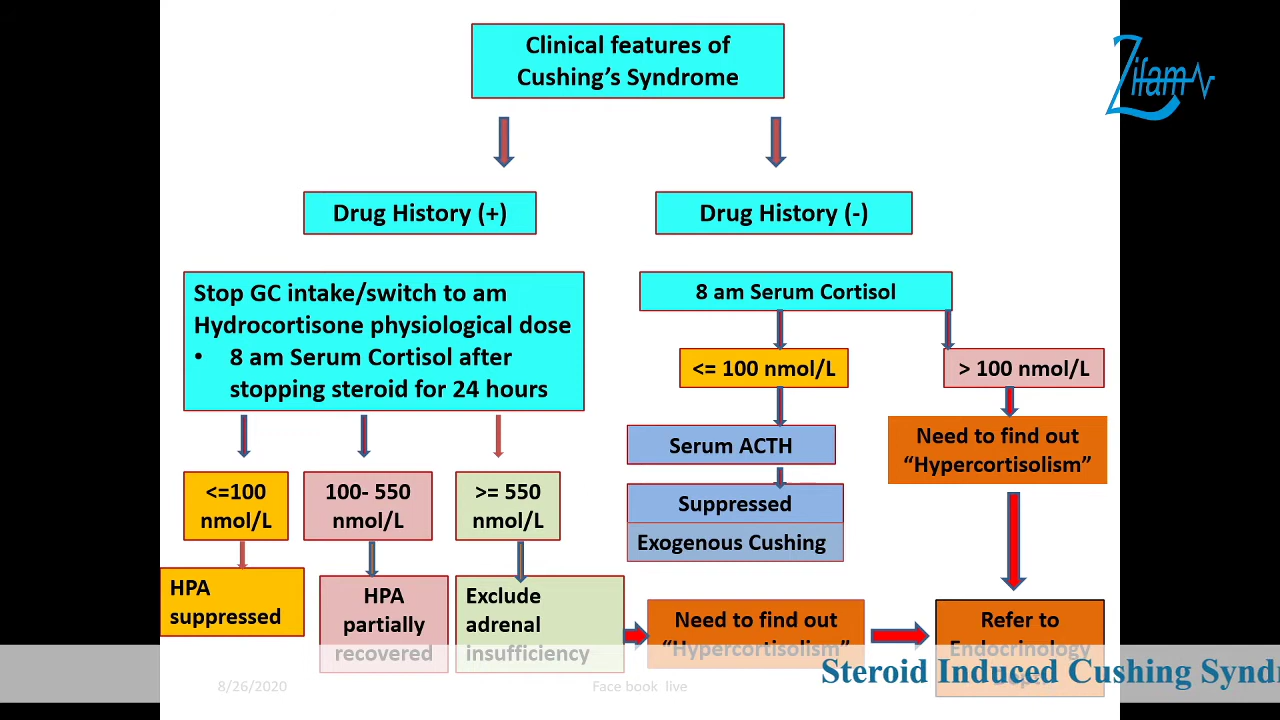 Clinical features of
Cushing's Syndrome
Zifam
Drug History (+)
Drug History (-)
Stop GC intake/switch to am
Hydrocortisone physiological dose
• 8 am Serum Cortisol after
stopping steroid for 24 hours
8 am Serum Cortisol
<= 100 nmol/L
> 100 nmol/L
Serum ACTH
Need to find out
“Hypercortisolism”
<=100
nmol/L
100- 550
nmol/L
>= 550
nmol/L
Suppressed
Exogenous Cushing
HPA
suppressed
HPA
partially
recovered
Exclude
adrenal
insufficiency
Need to find out
“Hypercortisolism”
Refer to
Endocrinology
8/26/2020
Face book live
Steroid Induced Cushing Syndr